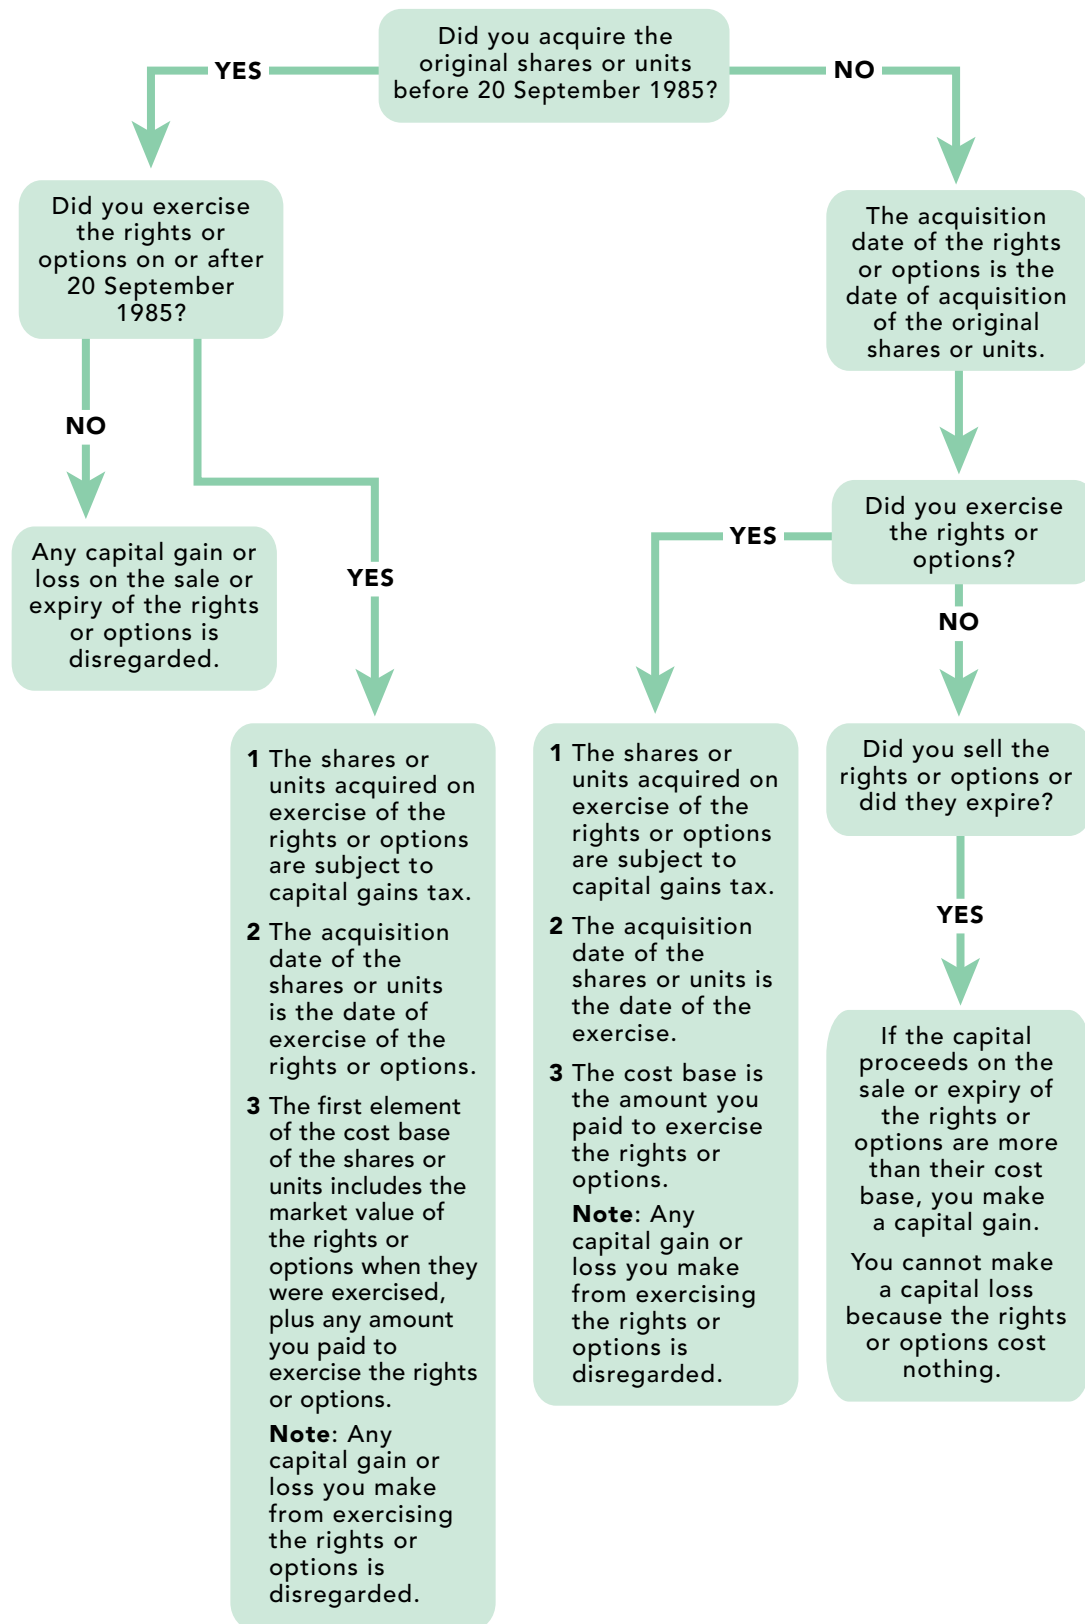 Did you acquire the
original shares or units
before 20 September 1985?
YES
NO
Did you exercise
the rights or
options on or after
20 September
1985?
The acquisition
date of the rights
or options is the
date of acquisition
of the original
shares or units.
NO
YES
Any capital gain or
loss on the sale or
expiry of the rights
or options is
disregarded.
Did you exercise
the rights or
options?
YES
NO
1 The shares or
units acquired on
exercise of the
rights or options
are subject to
capital gains tax.
2 The acquisition
date of the
shares or units
is the date of
exercise of the
rights or options.
3 The first element
of the cost base
of the shares or
units includes the
market value of
the rights or
options when they
were exercised,
plus any amount
you paid to
exercise the rights
or options.
Note: Any
capital gain or
loss you make
from exercising
the rights or
options is
disregarded.
1 The shares or
units acquired on
exercise of the
rights or options
are subject to
capital gains tax.
2 The acquisition
date of the
shares or units is
the date of the
exercise.
3 The cost base is
the amount you
paid to exercise
the rights or
options.
Note: Any
capital gain or
loss you make
from exercising
the rights or
options is
disregarded.
Did you sell the
rights or options or
did they expire?
YES
If the capital
proceeds on the
sale or expiry of
the rights or
options are more
than their cost
base, you make
a capital gain.
You cannot make
a capital loss
because the rights
or options cost
nothing.